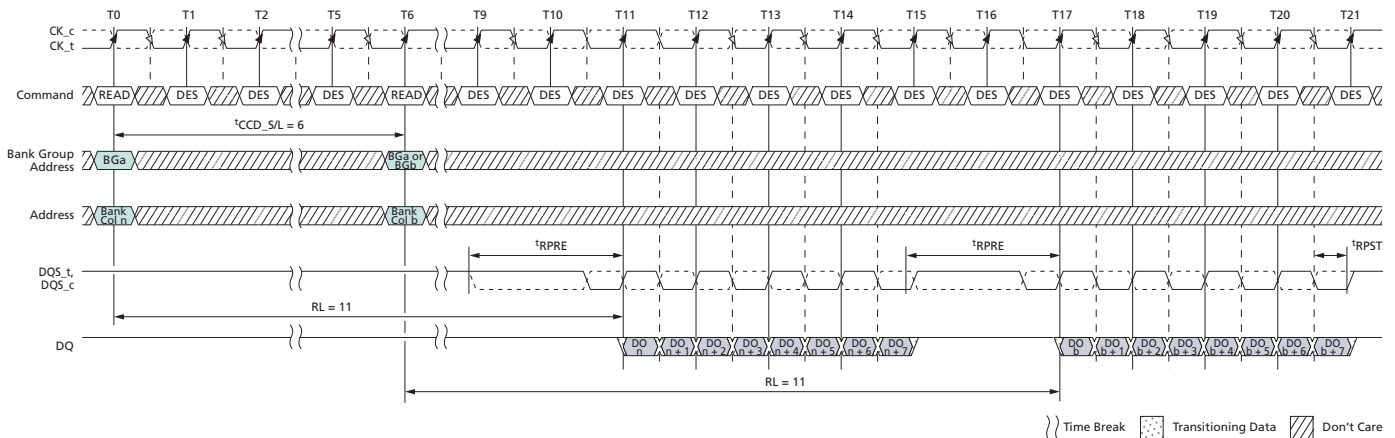 T0 T1 T2 T5 T6 T9 T10 T11 T12 T13 T14 T15 T16 T17 T18 T19 T20 T21
CK_c
CK_t
Command READ DES DES DES READ DES DES DES DES DES DES DES DES DES DES DES DES DES
tCCD_S/L = 6
Bank Group
Address
BGa
BGa or
BGb
Address
Bank
Col n
Bank
Col b
tRPRE tRPRE tRPST
DQS_t,
DQS_c
RL = 11
DQ
DO
n
DO
n + 1
DO
n + 2
DO
n + 3
DO
n + 4
DO
n + 5
DO
n + 6
DO
n + 7
DO
b
DO
b + 1
DO
b + 2
DO
b + 3
DO
b + 4
DO
b + 5
DO
b + 6
DO
b + 7
RL = 11
Time Break Transitioning Data Don't Care